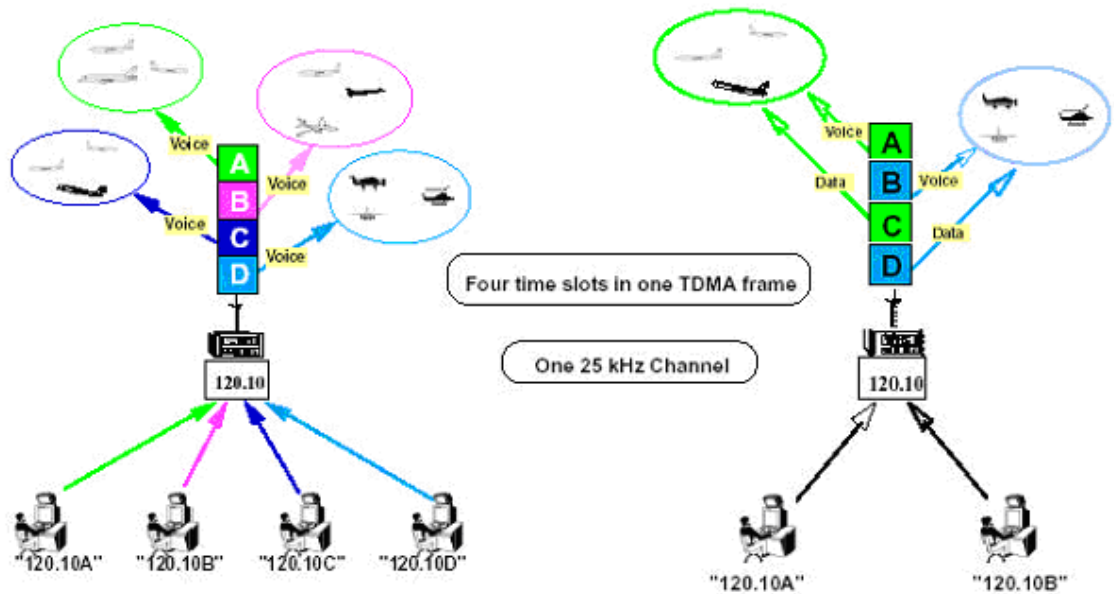 Voice
Voice
A
B
C
D
Voice
Voice
120.10
"120.10A"
"120.10B"
"120.10C"
"120.10D"
Four time slots in one TDMA frame
One 25 kHz Channel
Voice
A
B
C
D
Voice
Data
Data
120.10
"120.10A"
"120.10B"